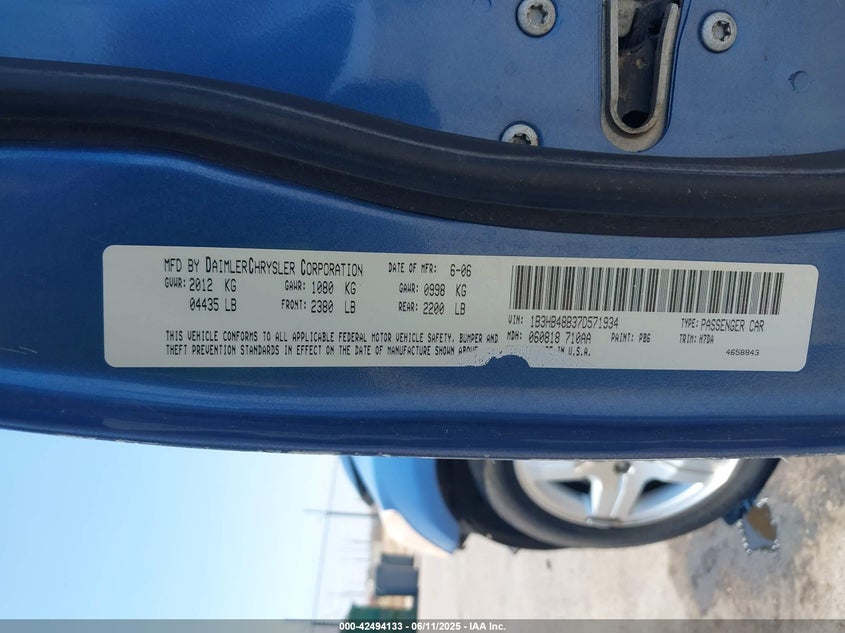 MFD BY DAIMLERCHRYSLER CORPORATION DATE OF MFR: 6-06
GVWR: 2012 KG GAWR: 1080 KG GAWR: 0998 KG
04435 LB FRONT: 2380 LB REAR: 2200 LB
THIS VEHICLE CONFORMS TO ALL APPLICABLE FEDERAL MOTOR VEHICLE SAFETY, BUMPER AND
THEFT PREVENTION STANDARDS IN EFFECT ON THE DATE OF MANUFACTURE SHOWN ABOVE
VIN: 1B3HB48B37D571934 TYPE: PASSENGER CAR
MDH: 060818 710AA PAINT: PB6 TRIM: H7DA
IN U.S.A. 4658843
000-42494133 - 06/11/2025 - IAA Inc.